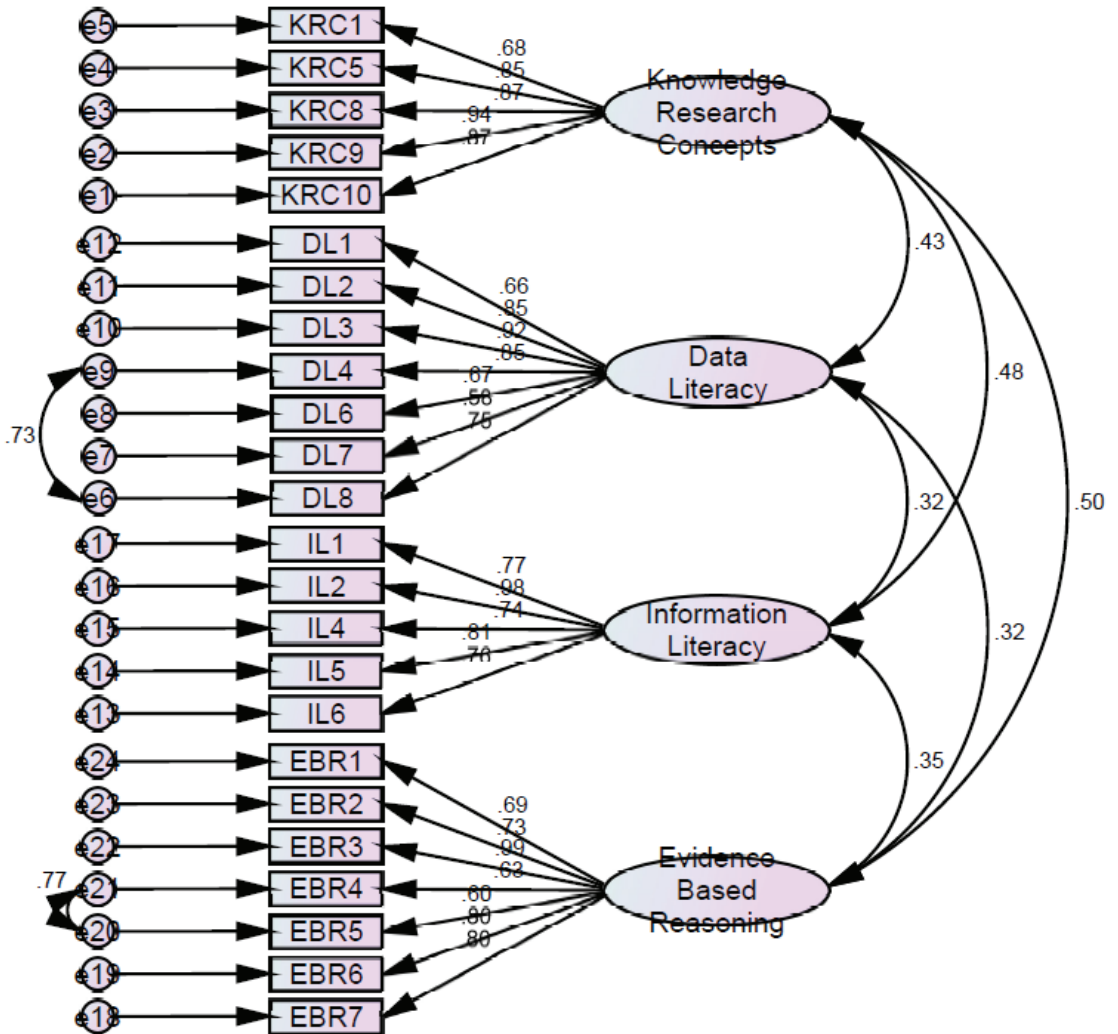 e5
KRC1
e4
KRC5
e3
KRC8
e2
KRC9
e1
KRC10
.68
.85
.87
.94
.87
Knowledge
Research
Concepts
e12
DL1
e11
DL2
e10
DL3
e9
DL4
e8
DL6
e7
DL7
e6
DL8
.73
.66
.85
.92
.85
.67
.58
.75
Data
Literacy
e17
IL1
e16
IL2
e15
IL4
e14
IL5
e13
IL6
.77
.98
.74
.81
Information
Literacy
e24
EBR1
e23
EBR2
e22
EBR3
e21
EBR4
e20
EBR5
e19
EBR6
e18
EBR7
.77
.69
.73
.99
.63
.60
.80
.80
Evidence
Based
Reasoning
.43
.48
.50
.32
.32
.35